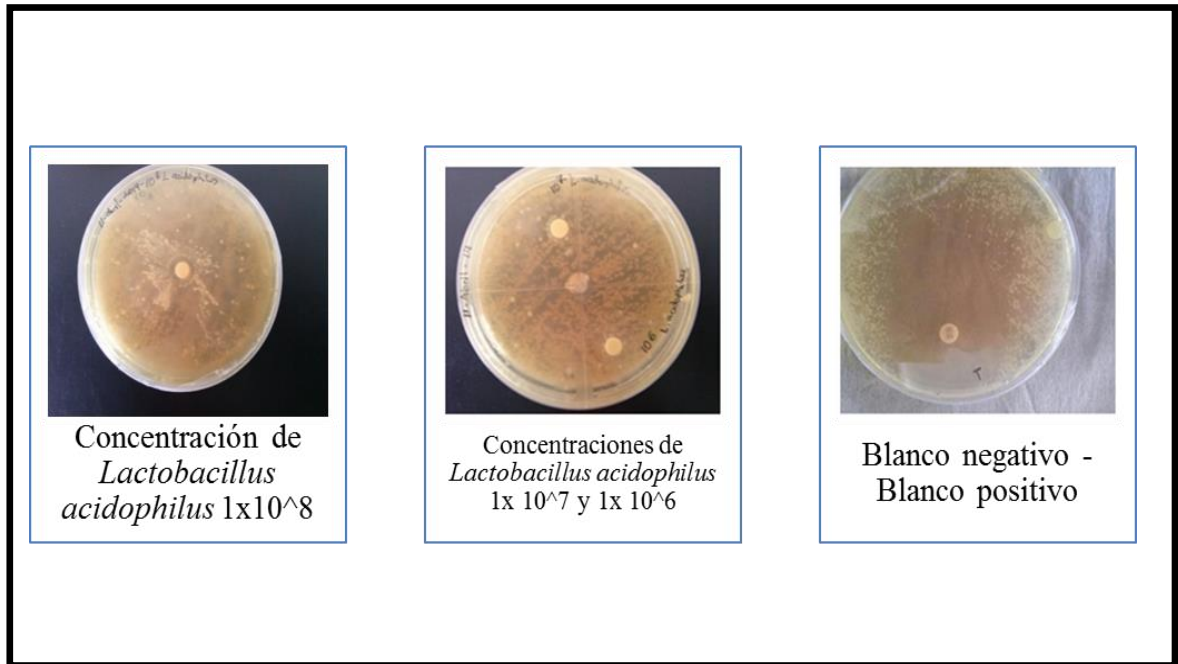 Concentración de
Lactobacillus
acidophilus 1x10^8
Concentraciones de
Lactobacillus acidophilus
1x 10^7 y 1x 10^6
Blanco negativo -
Blanco positivo